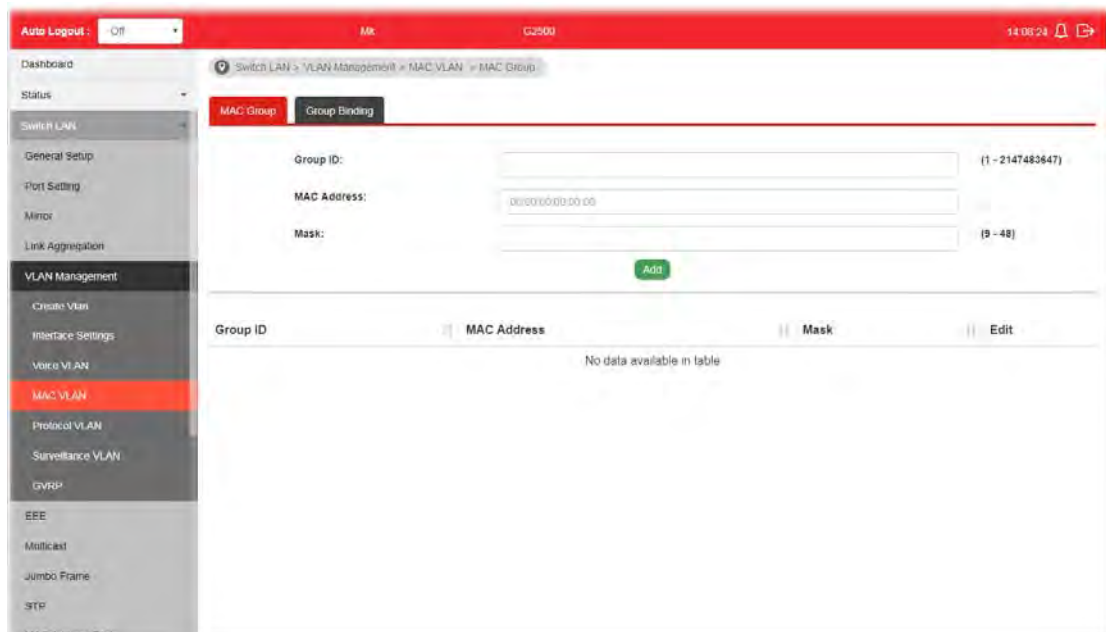 Auto Logout : Off MK G2500 14:08:24
Dashboard
Switch LAN > VLAN Management > MAC VLAN > MAC Group
Status
MAC Group Group Binding
Switch LAN
General Setup
Group ID: (1 - 2147483647)
Port Setting
MAC Address: 00:00:00:00:00:00
Mirror
Mask: (9 - 48)
Link Aggregation
Add
VLAN Management
Create Vlan
Group ID MAC Address Mask Edit
Interface Settings
No data available in table
Voice VLAN
MAC VLAN
Protocol VLAN
Surveillance VLAN
GVRP
EEE
Multicast
Jumbo Frame
STP